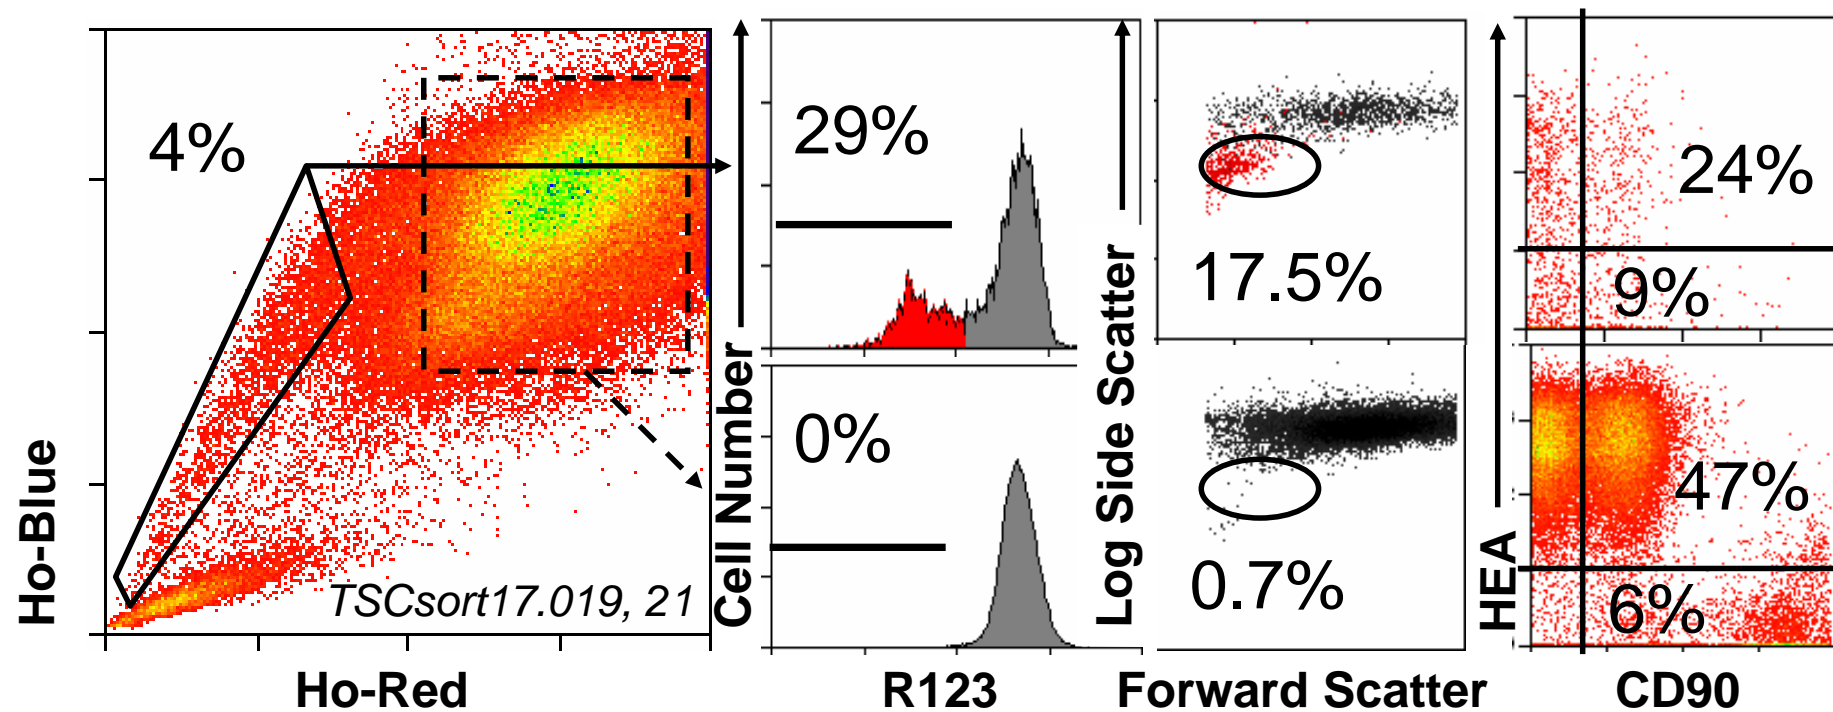 4%
Ho-Blue
TSCsort17.019, 21
Ho-Red
Cell Number
29%
0%
R123
Log Side Scatter
17.5%
0.7%
Forward Scatter
HEA
24%
9%
47%
6%
CD90